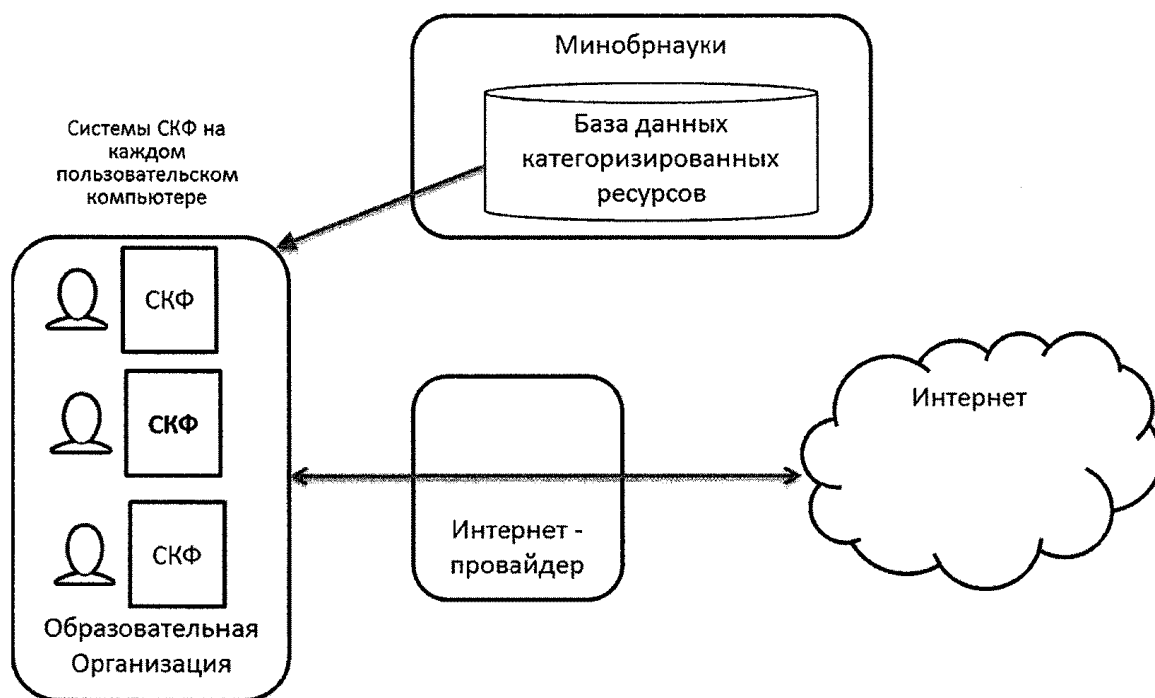 Минобрнауки
База данных
категоризированных
ресурсов
Системы СКФ на
каждом
пользовательском
компьютере
СКФ
СКФ
СКФ
Образовательная
Организация
Интернет -
провайдер
Интернет